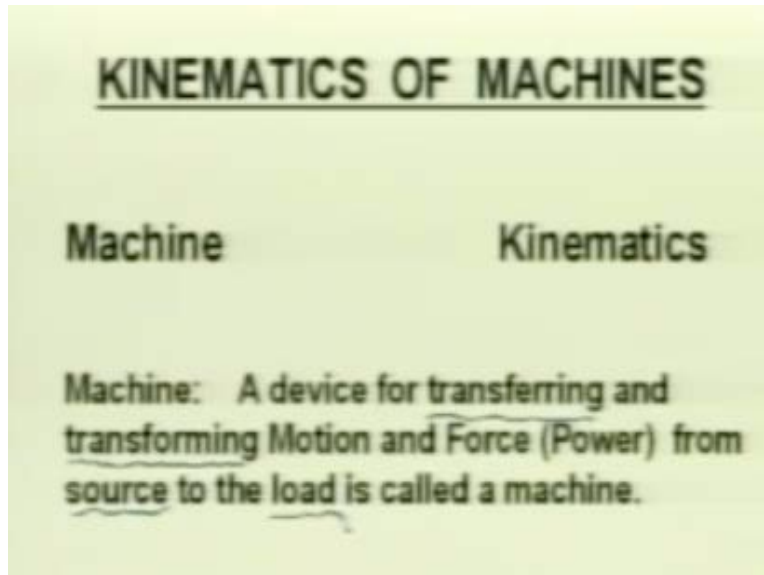 KINEMATICS OF MACHINES
Machine Kinematics
Machine: A device for transferring and
transforming Motion and Force (Power) from
source to the load is called a machine.